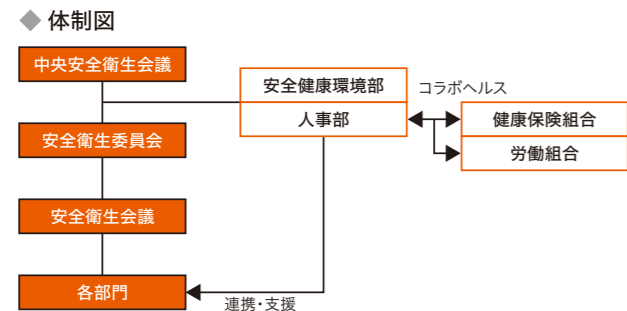 ◆ 体制図
中央安全衛生会議
安全健康環境部
コラボヘルス
人事部
健康保険組合
安全衛生委員会
労働組合
安全衛生会議
各部門
連携・支援